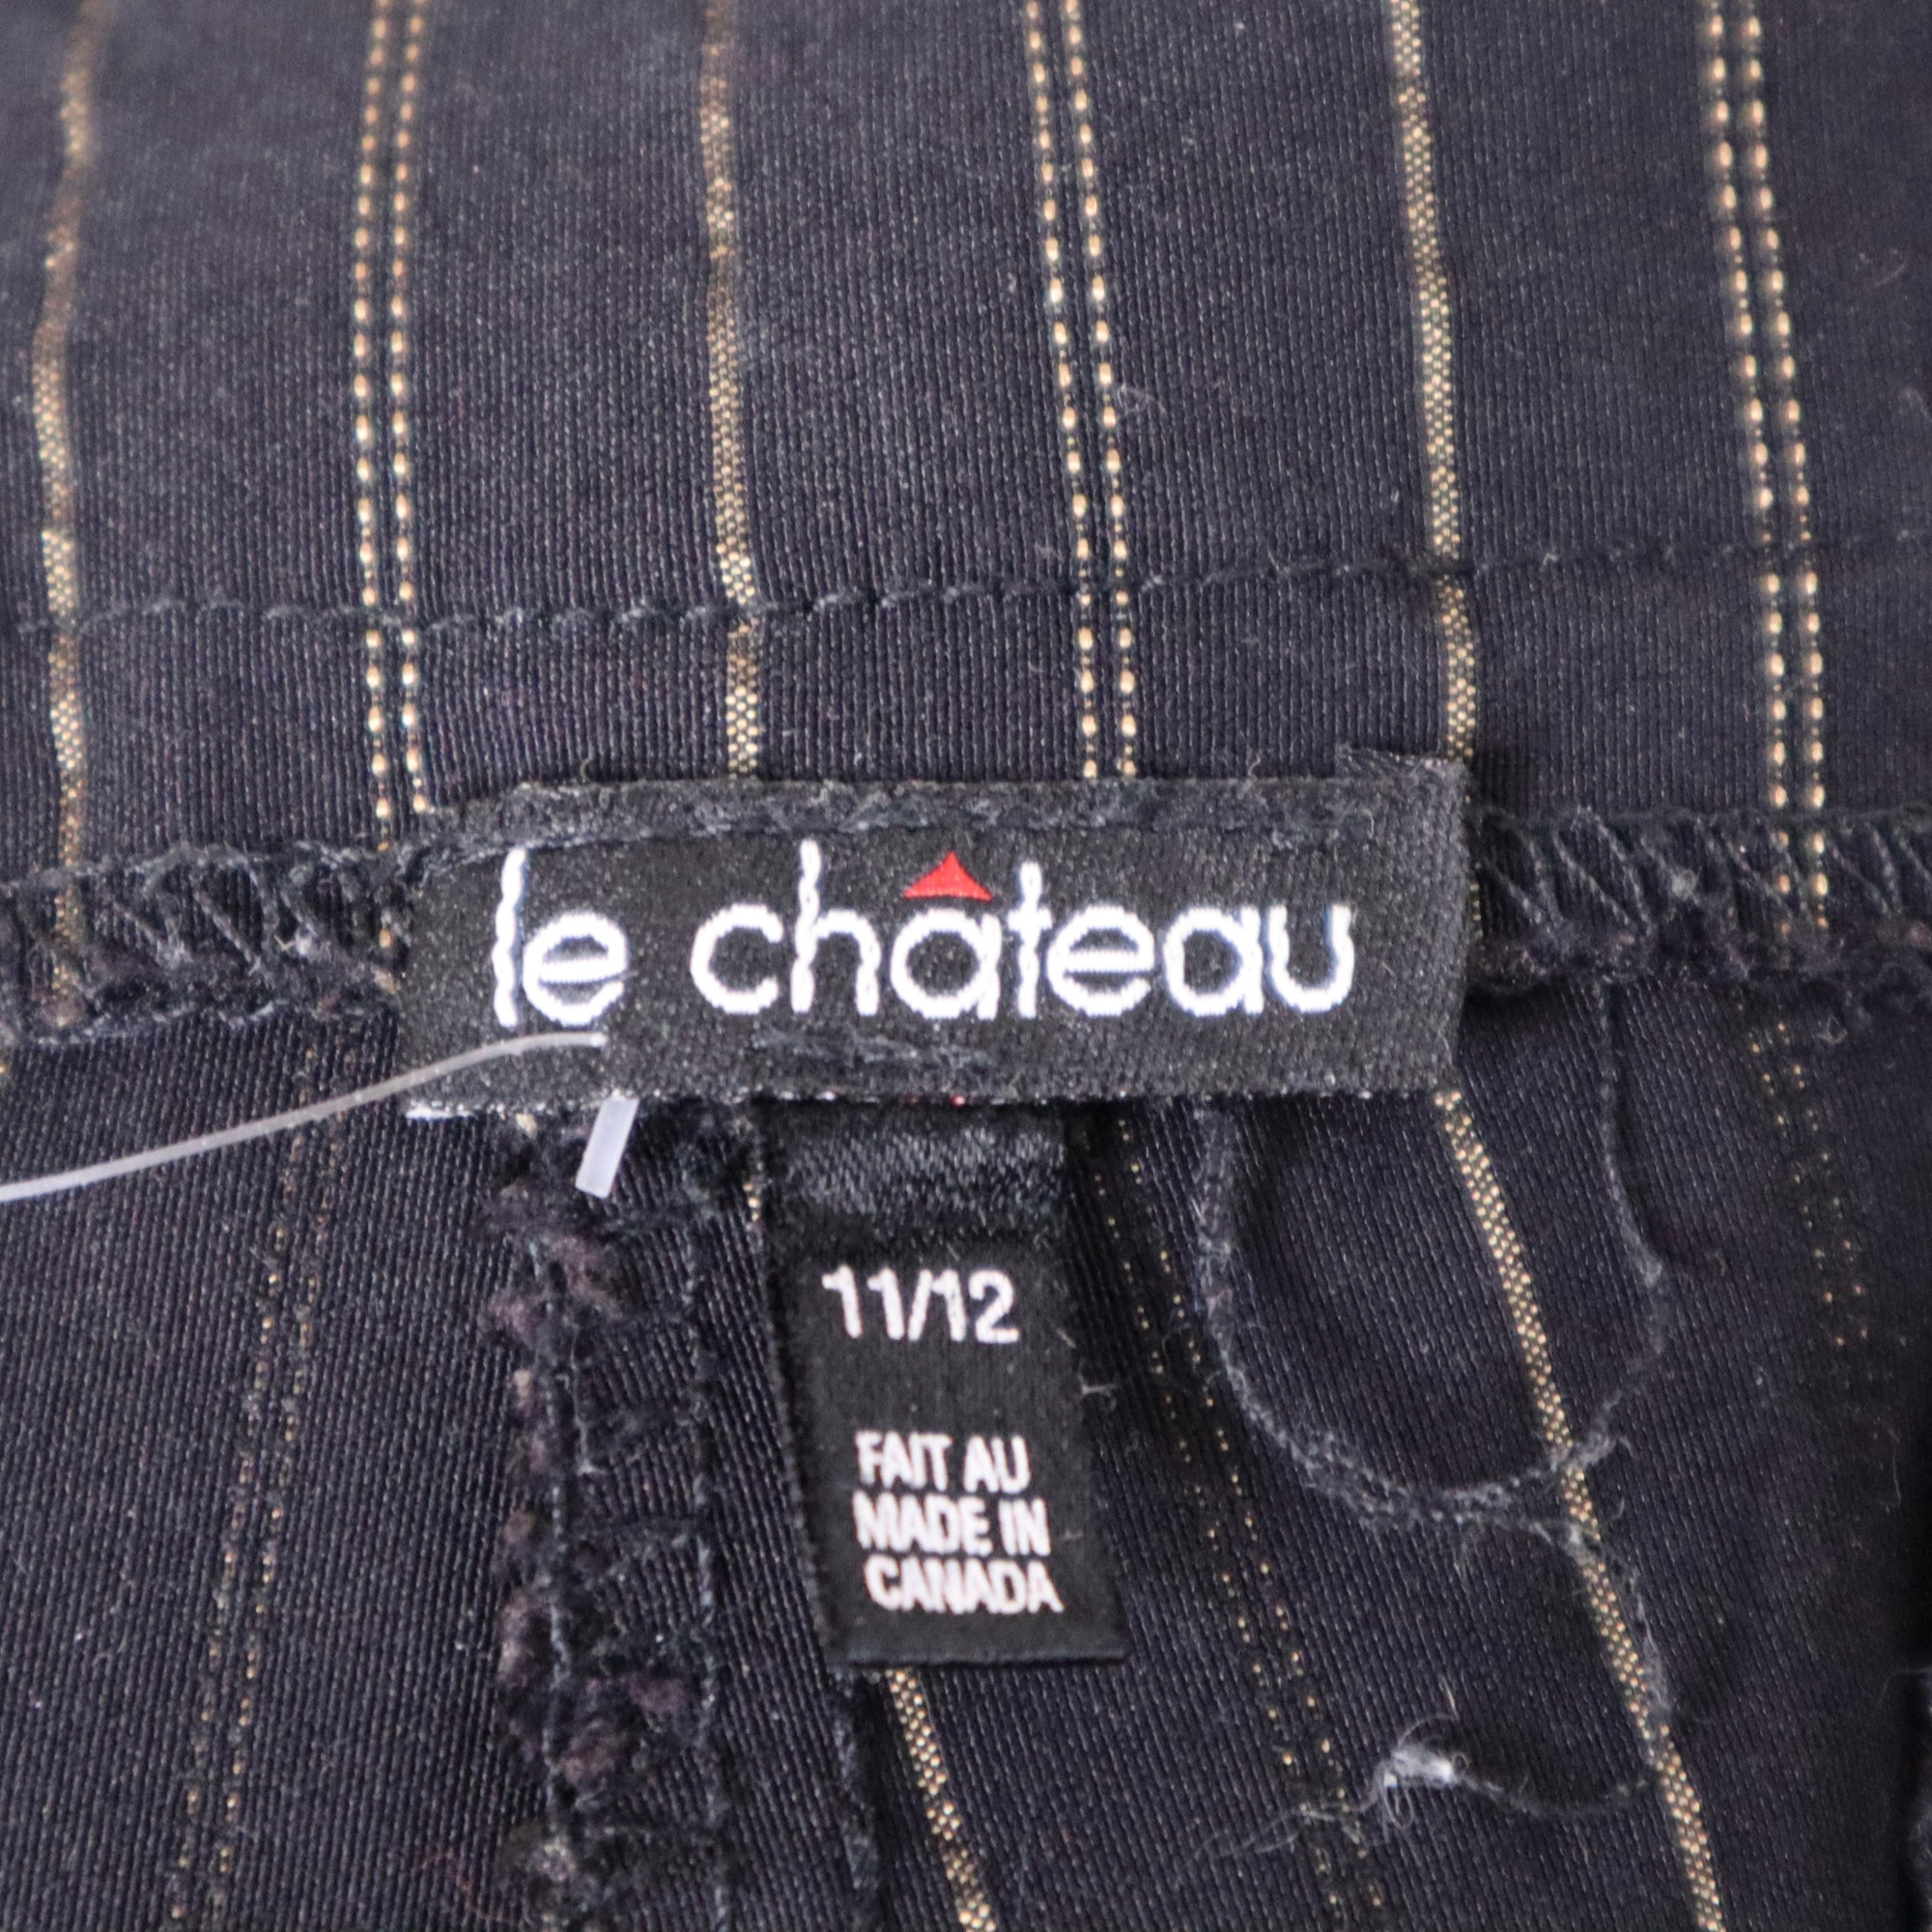 le château
11/12
FAIT AU
MADE IN
CANADA